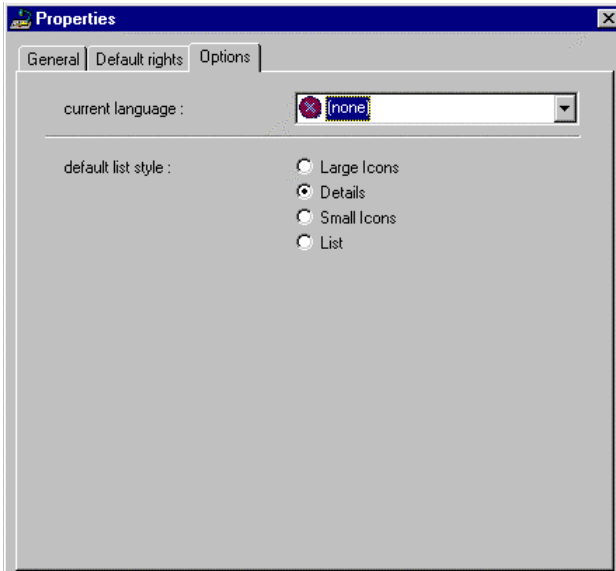 Properties
General Default rights Options
current language : (none)
default list style : Large Icons
Details
Small Icons
List